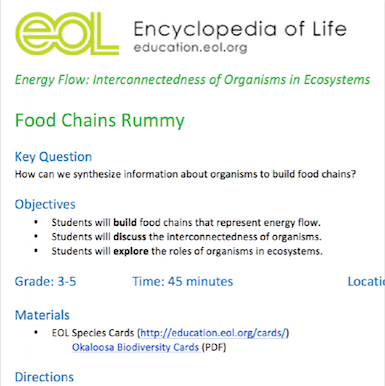 eol Encyclopedia of Life
education.eol.org
Energy Flow: Interconnectedness of Organisms in Ecosystems
Food Chains Rummy
Key Question
How can we synthesize information about organisms to build food chains?
Objectives
• Students will build food chains that represent energy flow.
• Students will discuss the interconnectedness of organisms.
• Students will explore the roles of organisms in ecosystems.
Grade: 3-5 Time: 45 minutes Locati
Materials
• EOL Species Cards (http://education.eol.org/cards/)
Okaloosa Biodiversity Cards (PDF)
Directions